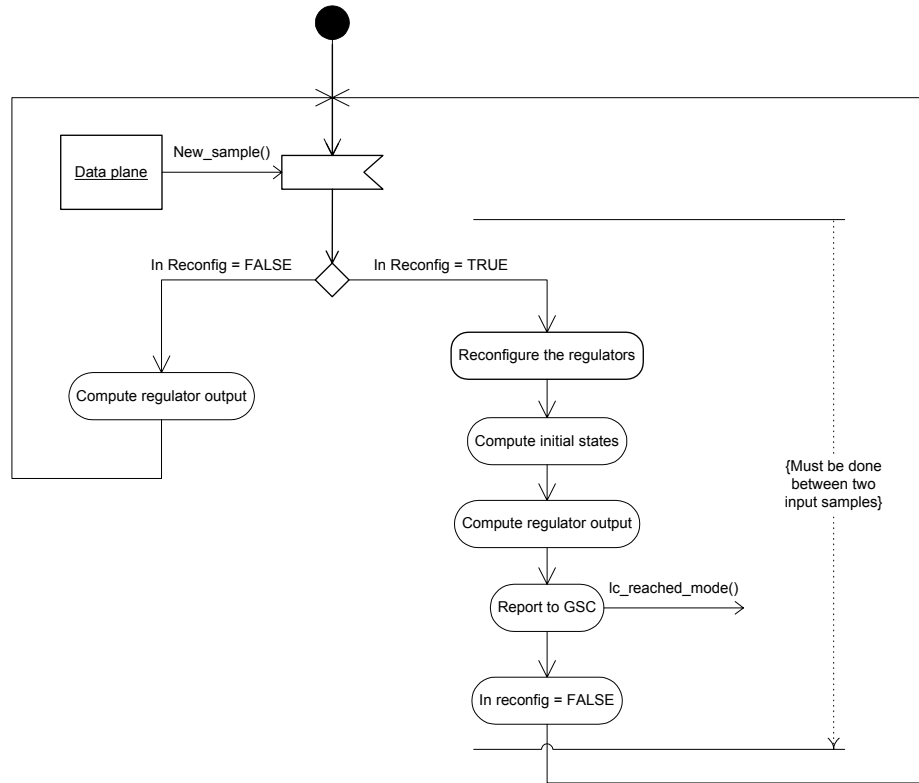 New_sample()
Data plane
In Reconfig = FALSE
In Reconfig = TRUE
Reconfigure the regulators
Compute regulator output
Compute initial states
{Must be done
between two
input samples}
Compute regulator output
lc_reached_mode()
Report to GSC
In reconfig = FALSE